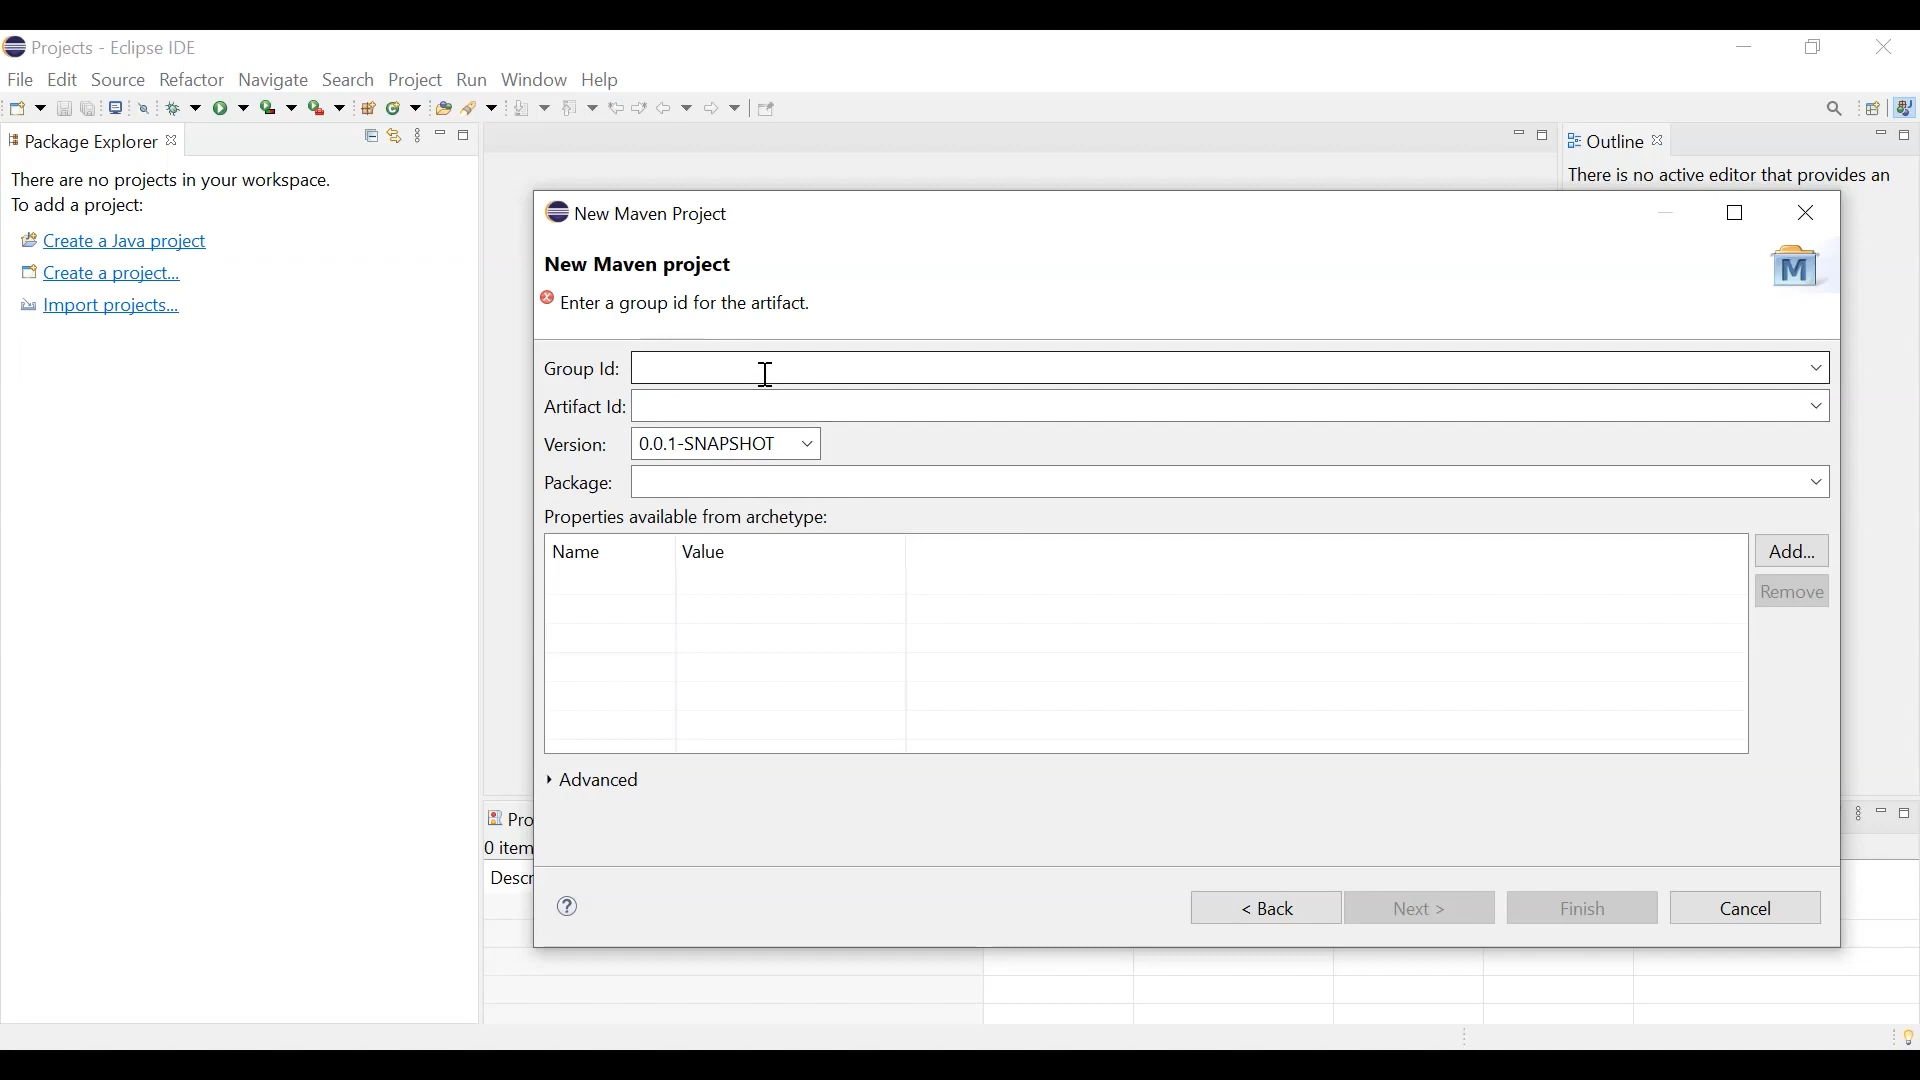 Projects - Eclipse IDE
File Edit Source Refactor Navigate Search Project Run Window Help
Package Explorer
There are no projects in your workspace.
To add a project:
Create a Java project
Create a project...
Import projects...
Outline
There is no active editor that provides an
New Maven Project
New Maven project
Enter a group id for the artifact.
M
Group Id:
Artifact Id:
Version: 0.0.1-SNAPSHOT
Package:
Properties available from archetype:
Name Value
Add...
Remove
Advanced
Pro
0 item
Descr
? < Back Next > Finish Cancel